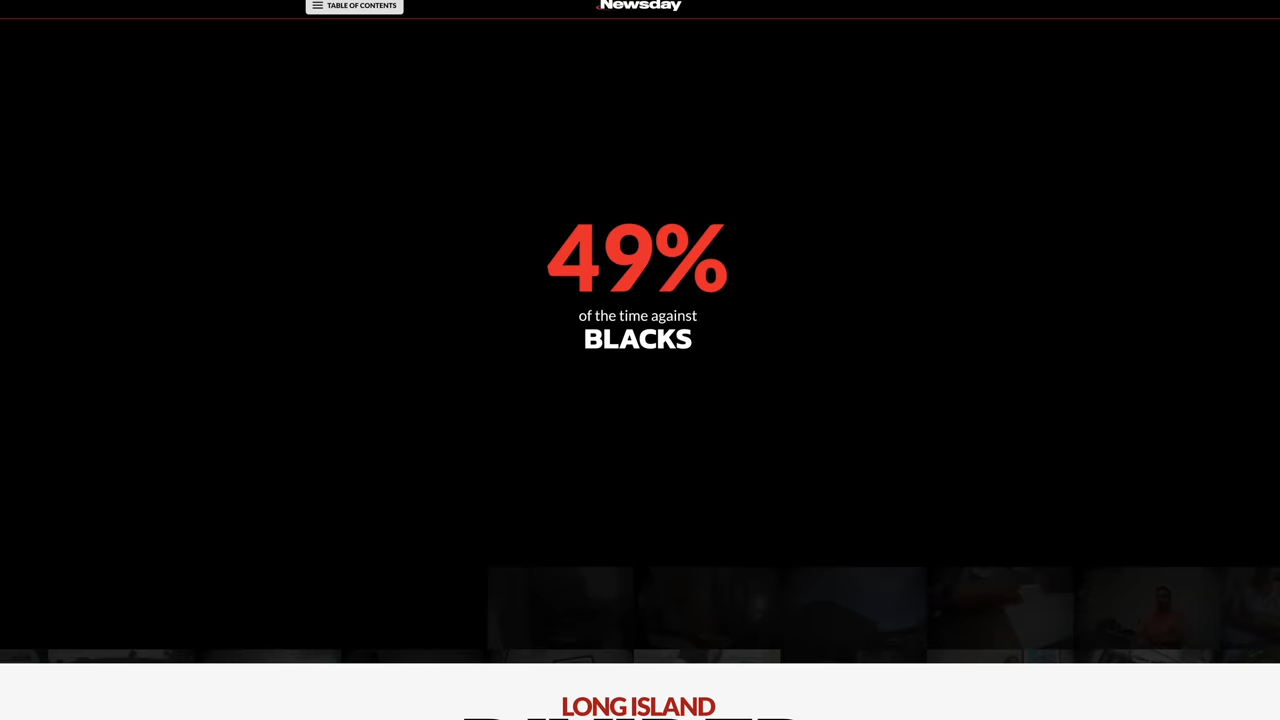 TABLE OF CONTENTS
Newsday
49%
of the time against
BLACKS
LONG ISLAND